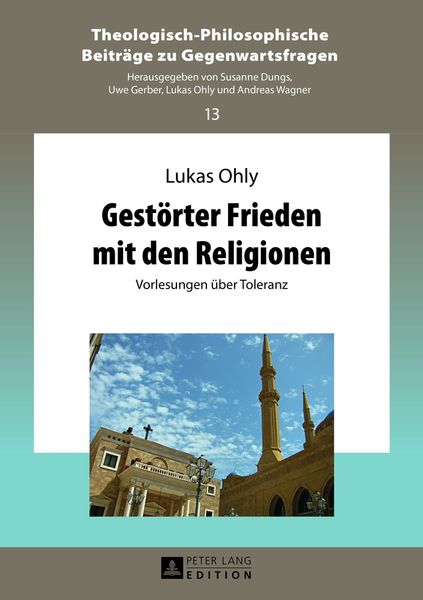 Theologisch-Philosophische
Beiträge zu Gegenwartsfragen
Herausgegeben von Susanne Dungs,
Uwe Gerber, Lukas Ohly und Andreas Wagner
13
Lukas Ohly
Gestörter Frieden
mit den Religionen
Vorlesungen über Toleranz
PETER LANG
EDITION